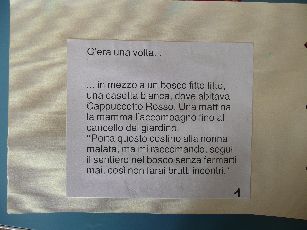 C'era una volta...
... in mezzo a un bosco fitto fitto,
una casetta bianca, dove abitava
Cappuccetto Rosso. Una mattina
la mamma l'accompagnò fino al
cancello del giardino.
"Porta questo cestino alla nonna
malata, ma mi raccomando, segui
il sentiero nel bosco senza fermarti
mai, così non farai brutti incontri."
1